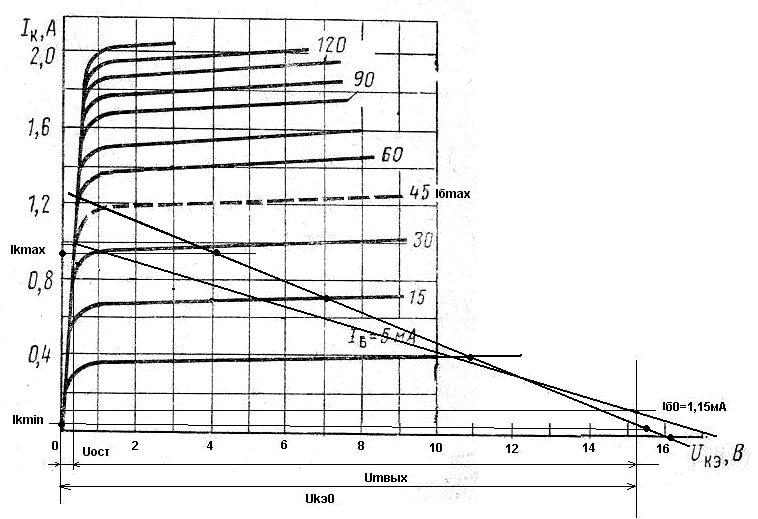 Iк, А
2,0
120
90
1,6
60
1,2
45 Iбmax
Ikmax
30
0,8
15
IБ=5 мА
0,4
Iб0=1,15мА
Ikmin
0 2 4 6 8 10 12 14 16
UКЭ, В
Uост
Umвых
Uкэ0